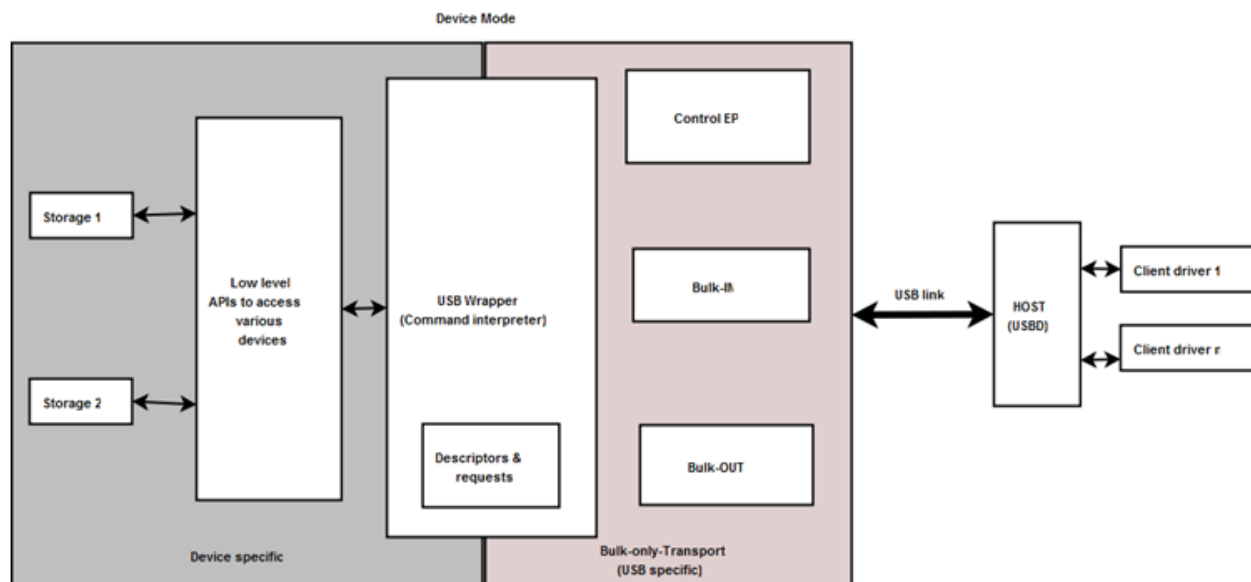 Device Mode
Storage 1
Storage 2
Low level
APIs to access
various
devices
USB Wrapper
(Command interpreter)
Descriptors &
requests
Device specific
Control EP
Bulk-IN
Bulk-OUT
Bulk-only-Transport
(USB specific)
USB link
HOST
(USBD)
Client driver 1
Client driver n